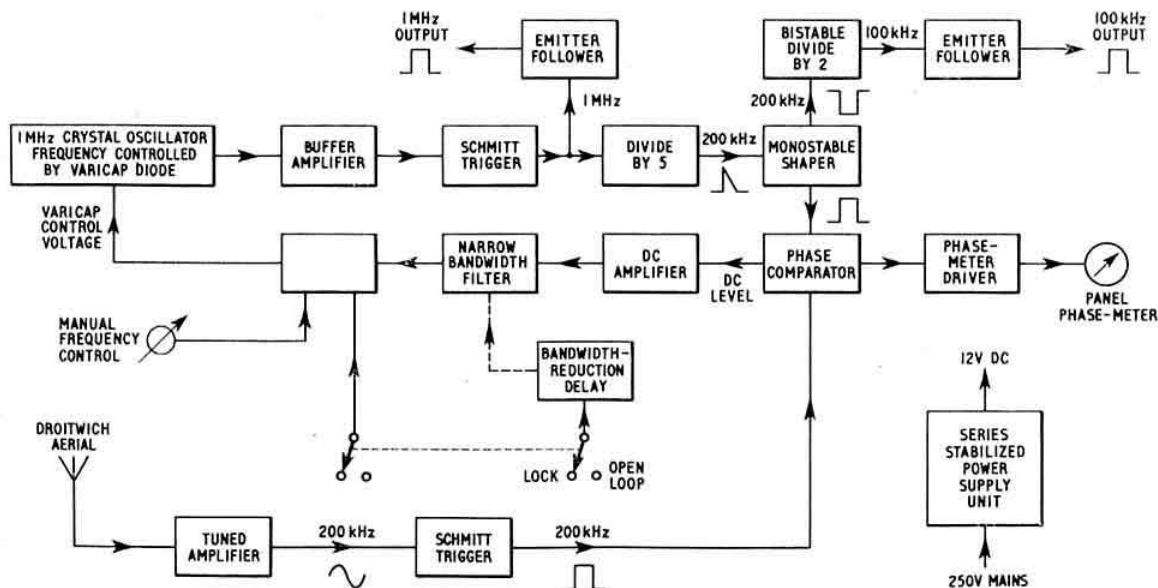 1MHz
OUTPUT
EMITTER
FOLLOWER
1MHz
BISTABLE
DIVIDE
BY 2
100kHz
EMITTER
FOLLOWER
100kHz
OUTPUT
200kHz
1MHz CRYSTAL OSCILLATOR
FREQUENCY CONTROLLED
BY VARICAP DIODE
BUFFER
AMPLIFIER
SCHMITT
TRIGGER
DIVIDE
BY 5
200kHz
MONOSTABLE
SHAPER
VARICAP
CONTROL
VOLTAGE
NARROW
BANDWIDTH
FILTER
DC
AMPLIFIER
DC
LEVEL
PHASE
COMPARATOR
PHASE-
METER
DRIVER
PANEL
PHASE-METER
MANUAL
FREQUENCY
CONTROL
BANDWIDTH-
REDUCTION
DELAY
12V DC
DROITWICH
AERIAL
LOCK
OPEN
LOOP
SERIES
STABILIZED
POWER
SUPPLY
UNIT
TUNED
AMPLIFIER
200kHz
SCHMITT
TRIGGER
200kHz
250V MAINS